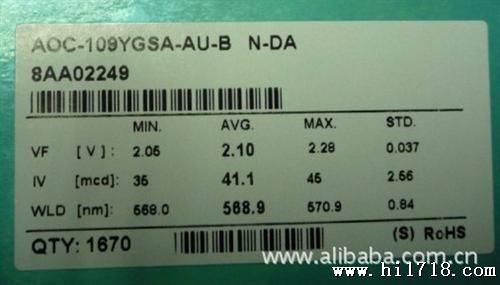 AOC-109YGSA-AU-B N-DA
8AA02249
MIN. AVG. MAX. STD.
VF [V]: 2.05 2.10 2.28 0.037
IV [mcd]: 35 41.1 45 2.56
WLD [nm]: 568.0 568.9 570.9 0.84
QTY: 1670 (S) RoHS
alibaba.com.cn
www.hi1718.com